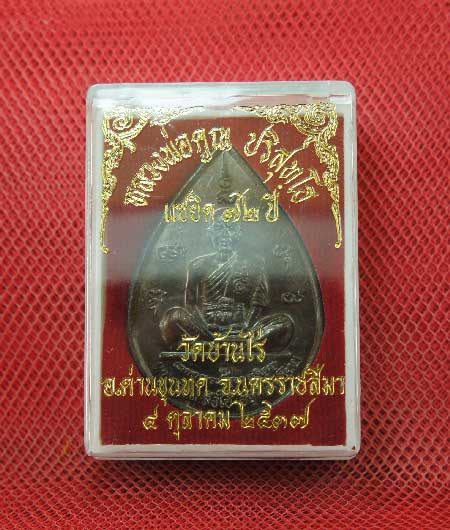 หลวงพ่อคูณ ปริสุทโธ
แซยิด ๗๒ ปี
วัดบ้านไร่
อ.ด่านขุนทด จ.นครราชสีมา
๔ ตุลาคม ๒๕๓๗